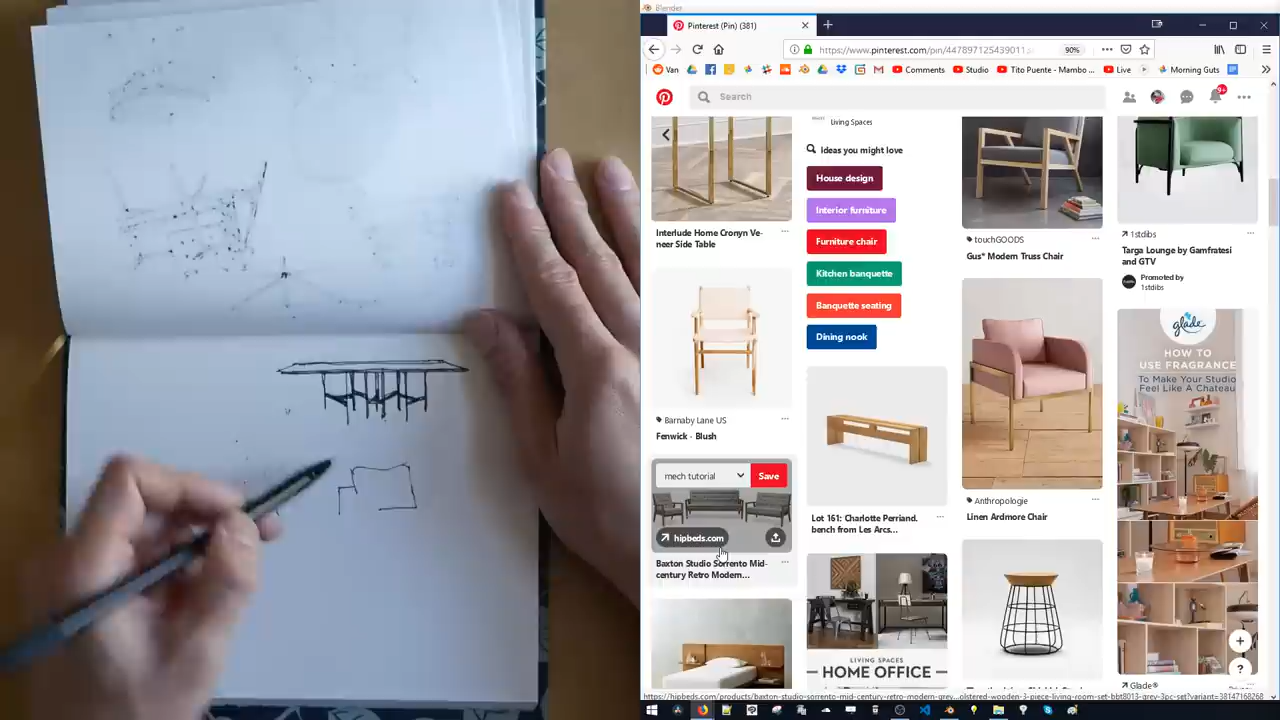 Blender
Pinterest (Pin) (381)
https://www.pinterest.com/pin/447897125439011
90%
Van
Comments
Studio
Tito Puente - Mambo ...
Live
Morning Guts
Search
9+
Living Spaces
Ideas you might love
House design
Interior furniture
Furniture chair
Kitchen banquette
Banquette seating
Dining nook
Interlude Home Cronyn Ve-
neer Side Table
Barnaby Lane US
Fenwick - Blush
mech tutorial
Save
hipbeds.com
Baxton Studio Sorrento Mid-
century Retro Modern...
Lot 161: Charlotte Perriand,
bench from Les Arcs...
LIVING SPACES
HOME OFFICE
touchGOODS
Gus* Modern Truss Chair
Anthropologie
Linen Ardmore Chair
1stdibs
Targa Lounge by Gamfratesi
and GTV
Promoted by
1stdibs
glade
HOW TO
USE FRAGRANCE
To Make Your Studio
Feel Like A Chateau
Glade®
+
?